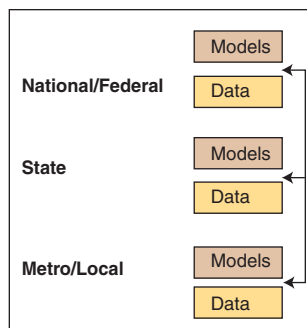 Models
National/Federal
Data
Models
State
Data
Models
Metro/Local
Data